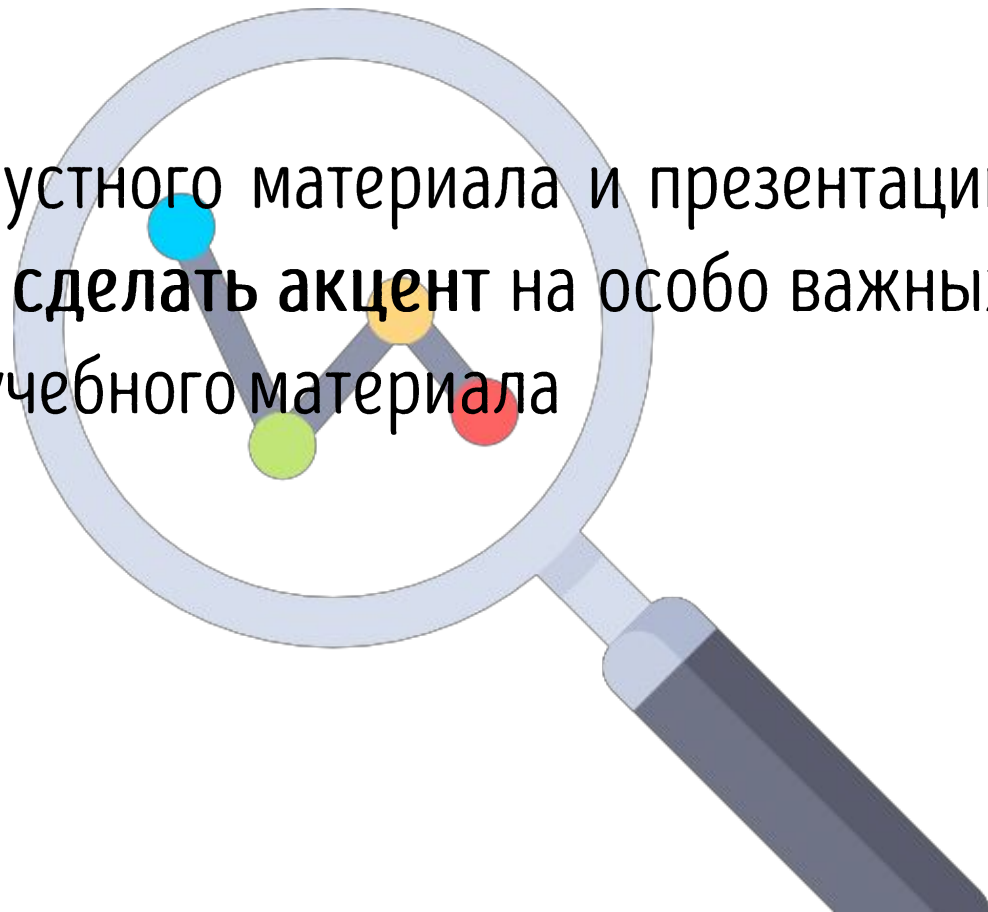 устного материала и презентаци
сделать акцент на особо важны
чебного материала